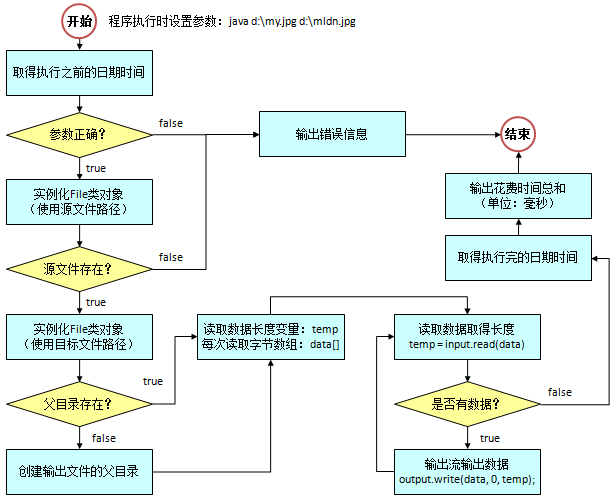 开始
程序执行时设置参数：java d:\my.jpg d:\mldn.jpg
取得执行之前的日期时间
参数正确？
false
true
输出错误信息
结束
实例化File类对象
（使用源文件路径）
输出花费时间总和
（单位：毫秒）
源文件存在？
false
true
取得执行完的日期时间
实例化File类对象
（使用目标文件路径）
读取数据长度变量：temp
每次读取字节数组：data[]
读取数据取得长度
temp = input.read(data)
true
父目录存在？
false
是否有数据？
false
true
创建输出文件的父目录
输出流输出数据
output.write(data, 0, temp);